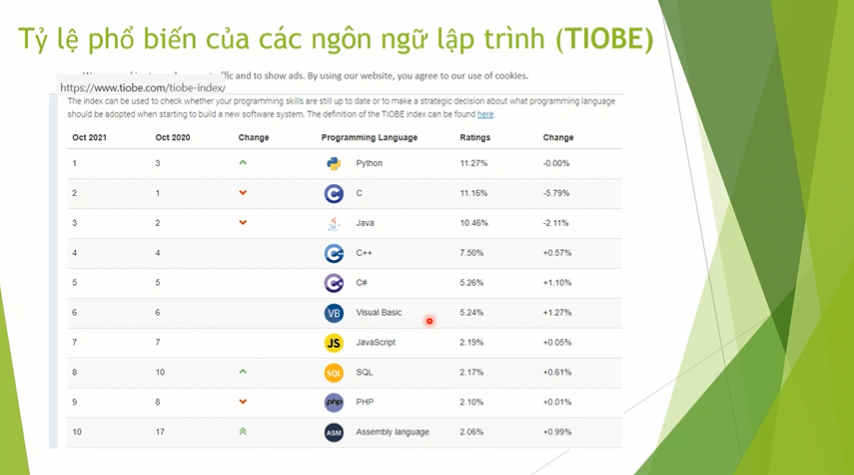 Tỷ lệ phổ biến của các ngôn ngữ lập trình (TIOBE)
and to show ads. By using our website, you agree to our use of cookies.
https://www.tiobe.com/tiobe-index/
The index can be used to check whether your programming skills are still up to date or to make a strategic decision about what programming language
should be adopted when starting to build a new software system. The definition of the TIOBE index can be found here.
Oct 2021 Oct 2020 Change Programming Language Ratings Change
1 3 Python 11.27% -0.00%
2 1 C 11.16% -5.79%
3 2 Java 10.46% -2.11%
4 4 C++ 7.50% +0.57%
5 5 C# 5.26% +1.10%
6 6 VB Visual Basic 5.24% +1.27%
7 7 JS JavaScript 2.19% +0.05%
8 10 SQL SQL 2.17% +0.61%
9 8 php PHP 2.10% +0.01%
10 17 ASM Assembly language 2.06% +0.99%